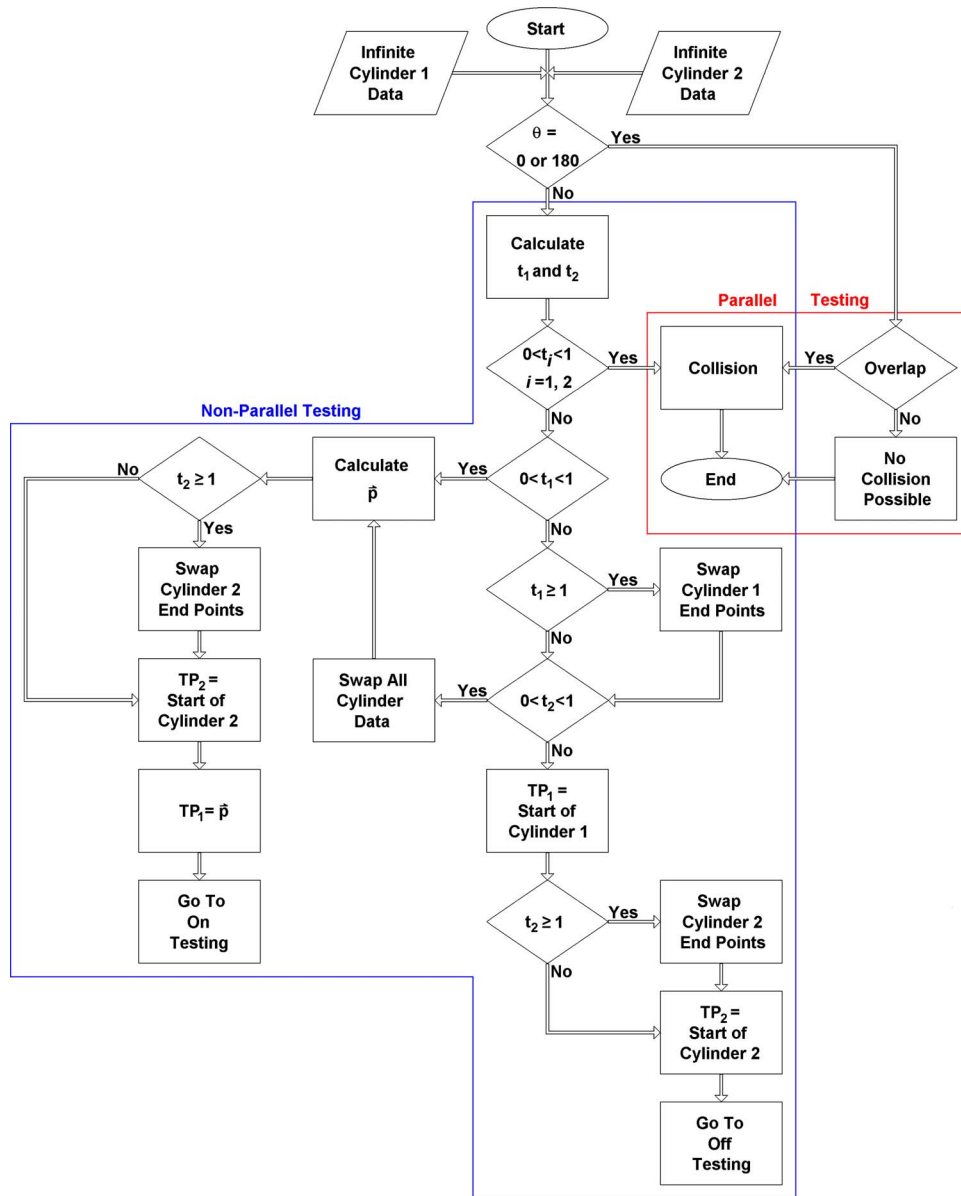 Start
Infinite
Cylinder 1
Data
Infinite
Cylinder 2
Data
θ =
0 or 180
Yes
No
Calculate
t₁ and t₂
Parallel Testing
0<tᵢ<1
i =1, 2
Yes
No
Collision
Yes
Overlap
No
End
No
Collision
Possible
Non-Parallel Testing
0< t₁<1
Yes
No
Calculate
p⃗
t₂ ≥ 1
No
Yes
Swap
Cylinder 2
End Points
TP₂ =
Start of
Cylinder 2
TP₁= p⃗
Go To
On
Testing
t₁ ≥ 1
Yes
No
Swap
Cylinder 1
End Points
0< t₂<1
Yes
No
Swap All
Cylinder
Data
TP₁ =
Start of
Cylinder 1
t₂ ≥ 1
Yes
No
Swap
Cylinder 2
End Points
TP₂ =
Start of
Cylinder 2
Go To
Off
Testing